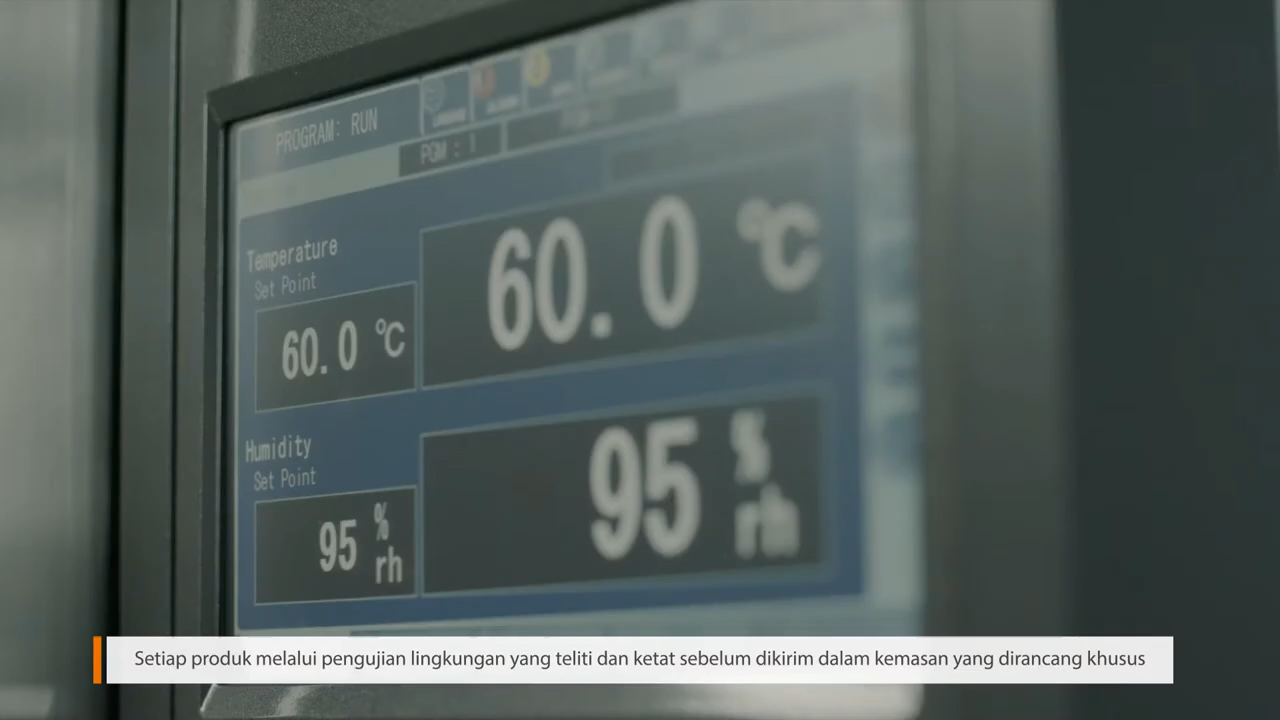 PROGRAM: RUN
PGM : 1
Temperature
Set Point
60.0 °C
60.0 °C
Humidity
Set Point
95 % rh
95 % rh
Setiap produk melalui pengujian lingkungan yang teliti dan ketat sebelum dikirim dalam kemasan yang dirancang khusus